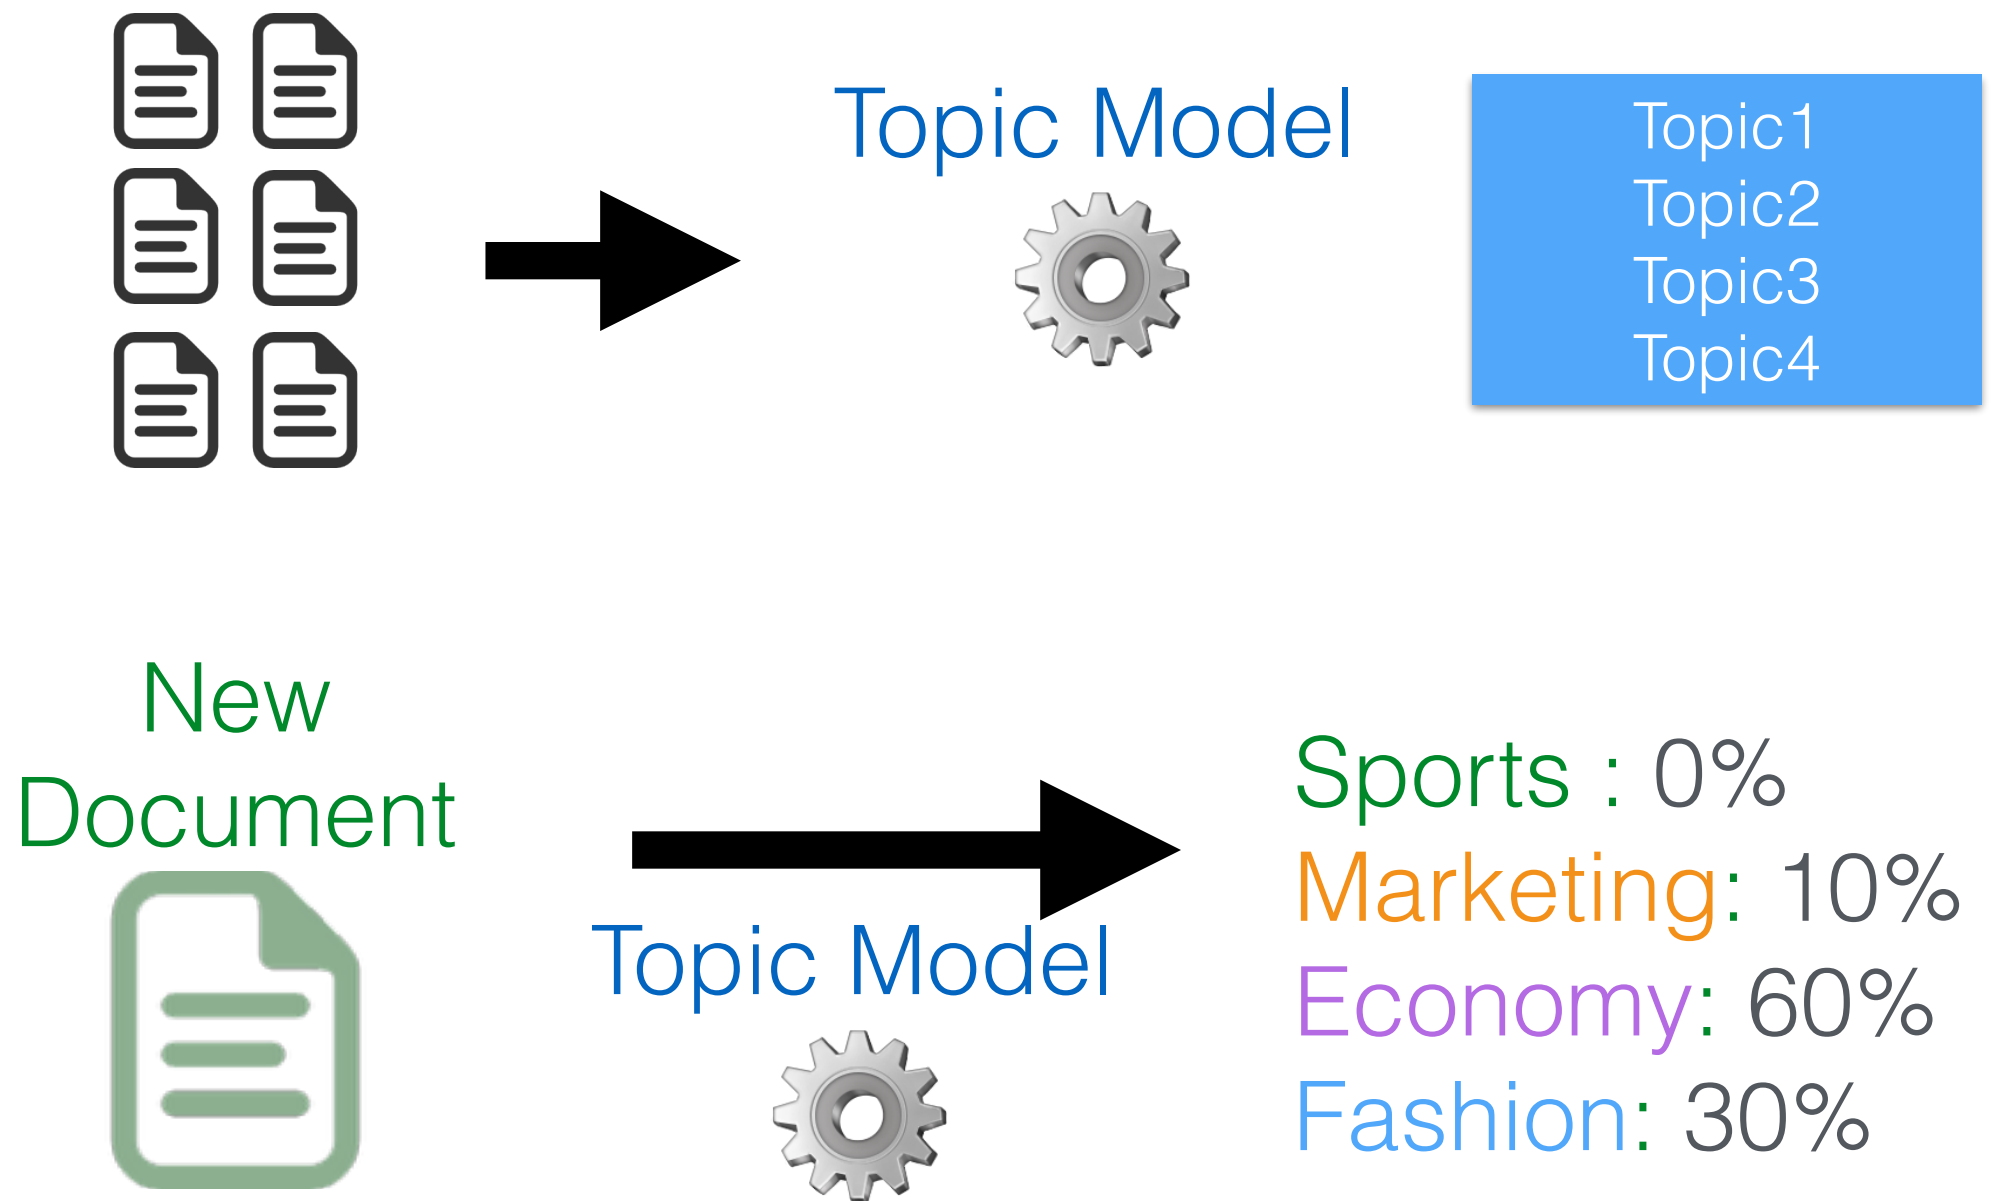 Topic Model
Topic1
Topic2
Topic3
Topic4
New
Document
Topic Model
Sports : 0%
Marketing: 10%
Economy: 60%
Fashion: 30%